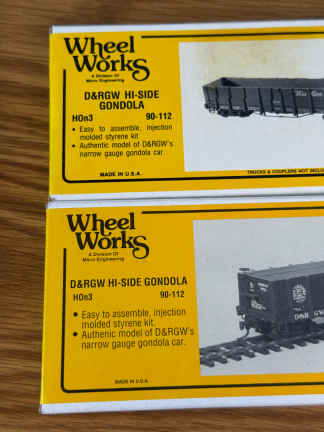 Wheel
Works
A Division Of
Micro Engineering
D&RGW HI-SIDE
GONDOLA
HOn3 90-112
• Easy to assemble, injection
molded styrene kit
• Authentic model of D&RGW's
narrow gauge gondola car
MADE IN U.S.A.
TRUCKS & COUPLERS NOT
Wheel
Works
A Division Of
Micro Engineering
D&RGW HI-SIDE GONDOLA
HOn3 90-112
• Easy to assemble, injection
molded styrene kit.
• Authenic model of D&RGW's
narrow gauge gondola car.
MADE IN U.S.A.
D&RGW